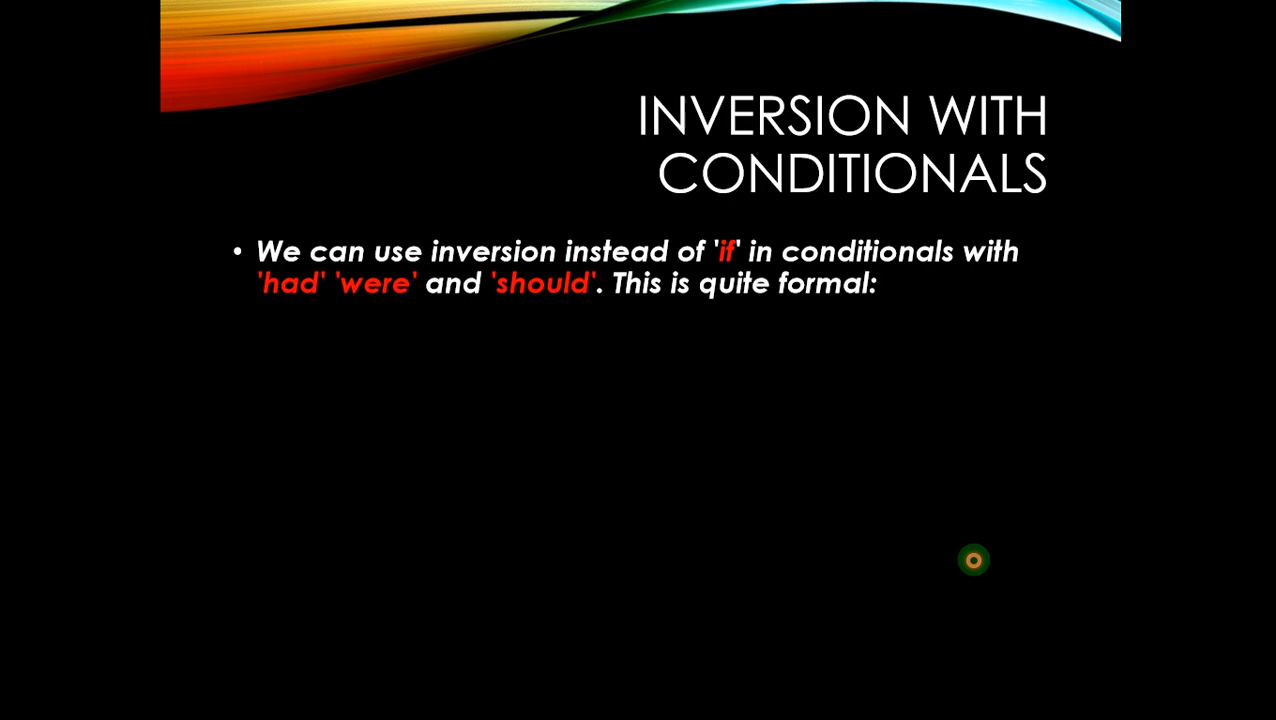 INVERSION WITH
CONDITIONALS
• We can use inversion instead of 'if' in conditionals with
'had' 'were' and 'should'. This is quite formal: